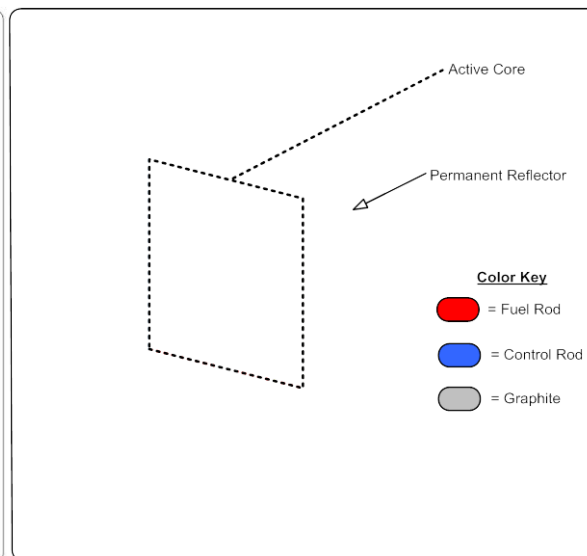 Active Core
Permanent Reflector
Color Key
= Fuel Rod
= Control Rod
= Graphite